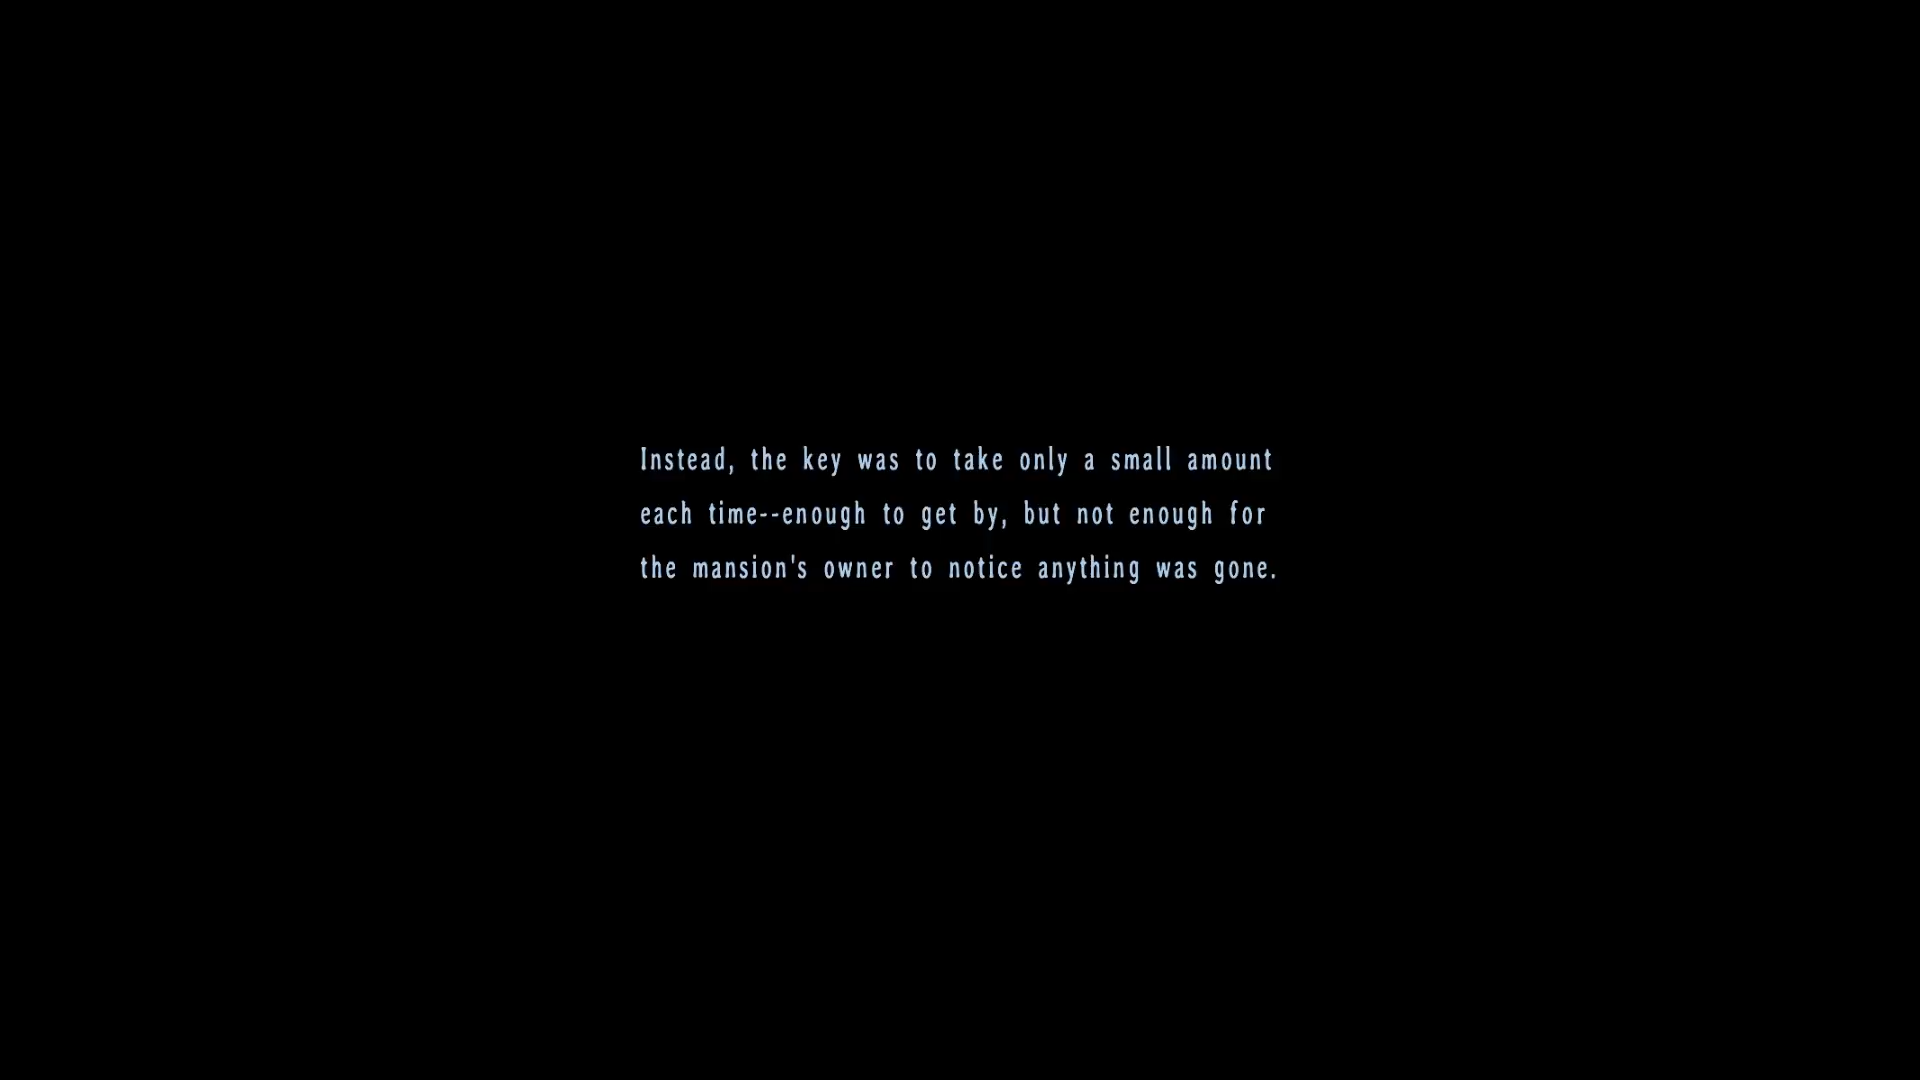 Instead, the key was to take only a small amount
each time--enough to get by, but not enough for
the mansion's owner to notice anything was gone.